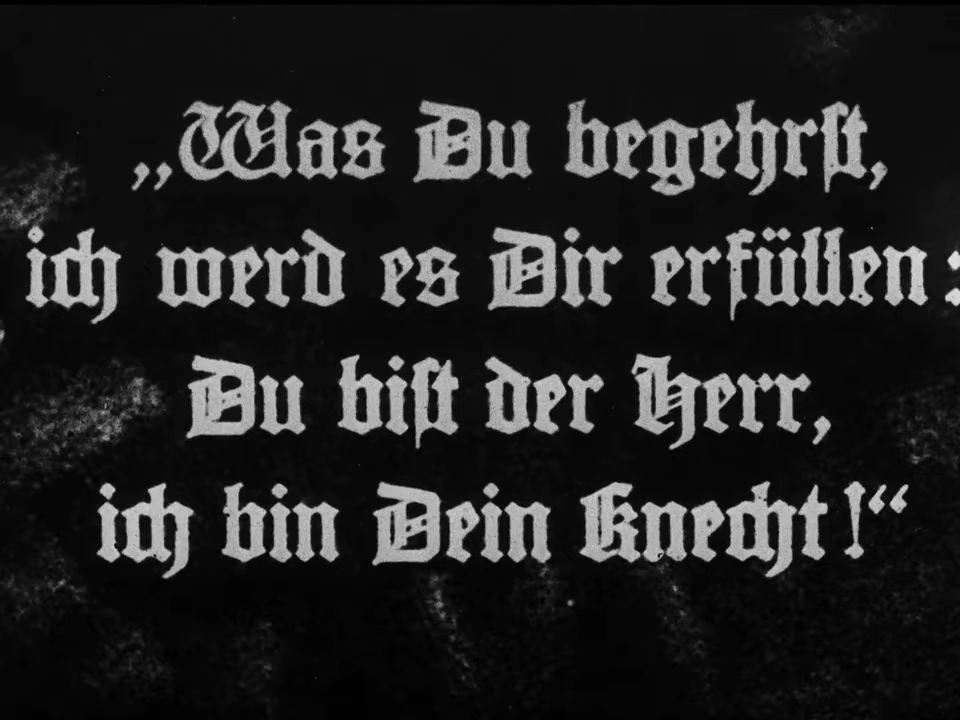 „Was Du begehrst,
ich werd es Dir erfüllen:
Du bist der Herr,
ich bin Dein Knecht!“